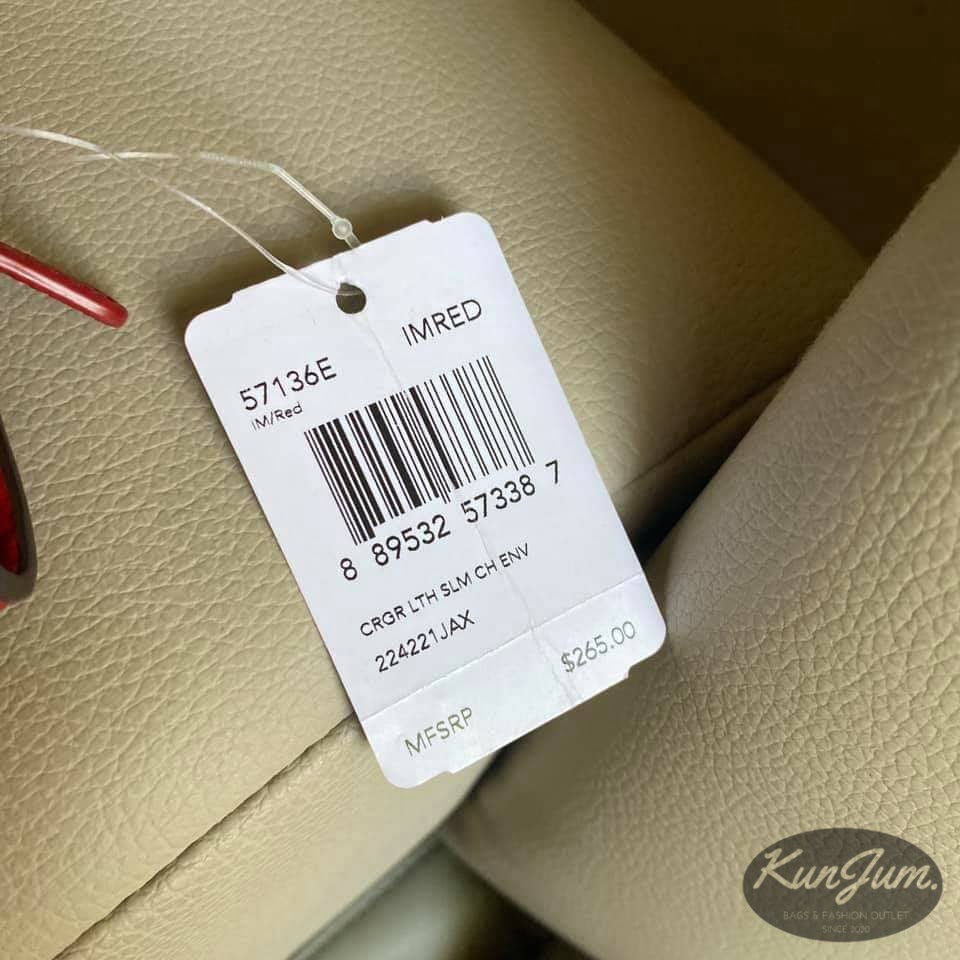 IMRED
57136E
IM/Red
8 89532 57338 7
CRGR LTH SLM CH ENV
224221JAX
$265.00
MFSRP
KunJum.
BAGS & FASHION OUTLET
SINCE 2020